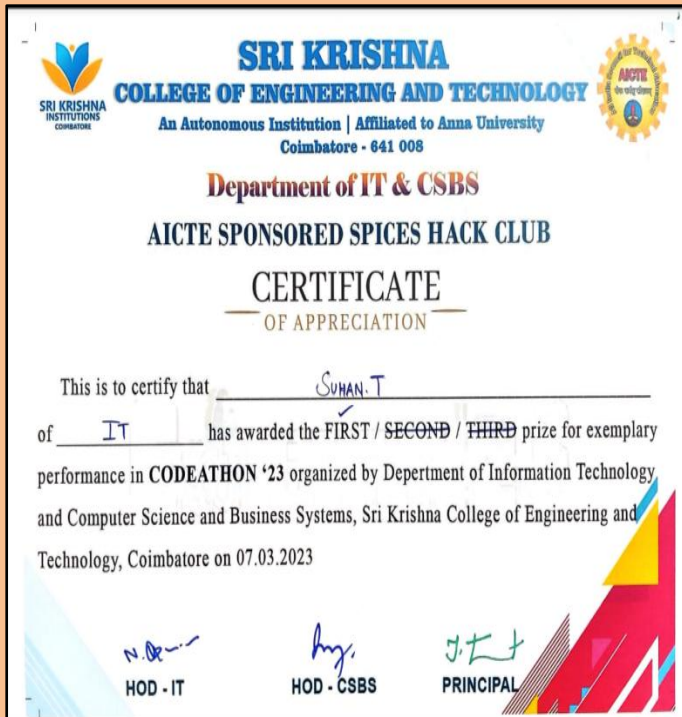 SRI KRISHNA
COLLEGE OF ENGINEERING AND TECHNOLOGY
An Autonomous Institution | Affiliated to Anna University
Coimbatore - 641 008
SRI KRISHNA
INSTITUTIONS
COIMBATORE
AICTE
Department of IT & CSBS
AICTE SPONSORED SPICES HACK CLUB
CERTIFICATE
OF APPRECIATION
This is to certify that SUHAN.T
of IT has awarded the FIRST / SECOND / THIRD prize for exemplary
performance in CODEATHON '23 organized by Depertment of Information Technology
and Computer Science and Business Systems, Sri Krishna College of Engineering and
Technology, Coimbatore on 07.03.2023
HOD - IT HOD - CSBS PRINCIPAL